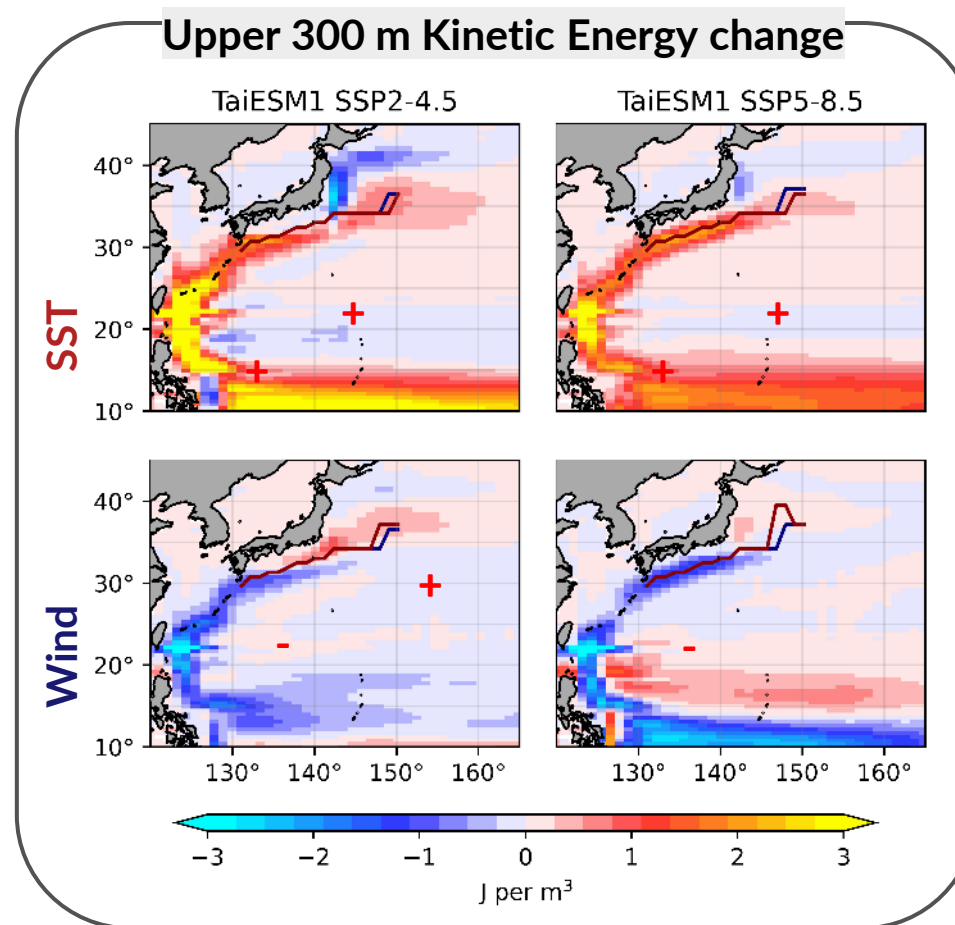 Upper 300 m Kinetic Energy change
TaiESM1 SSP2-4.5 TaiESM1 SSP5-8.5
SST
40°
30°
20°
10°
+ +
+ +
Wind
40°
30°
20°
10°
+
- -
130° 140° 150° 160° 130° 140° 150° 160°
−3 −2 −1 0 1 2 3
J per m³